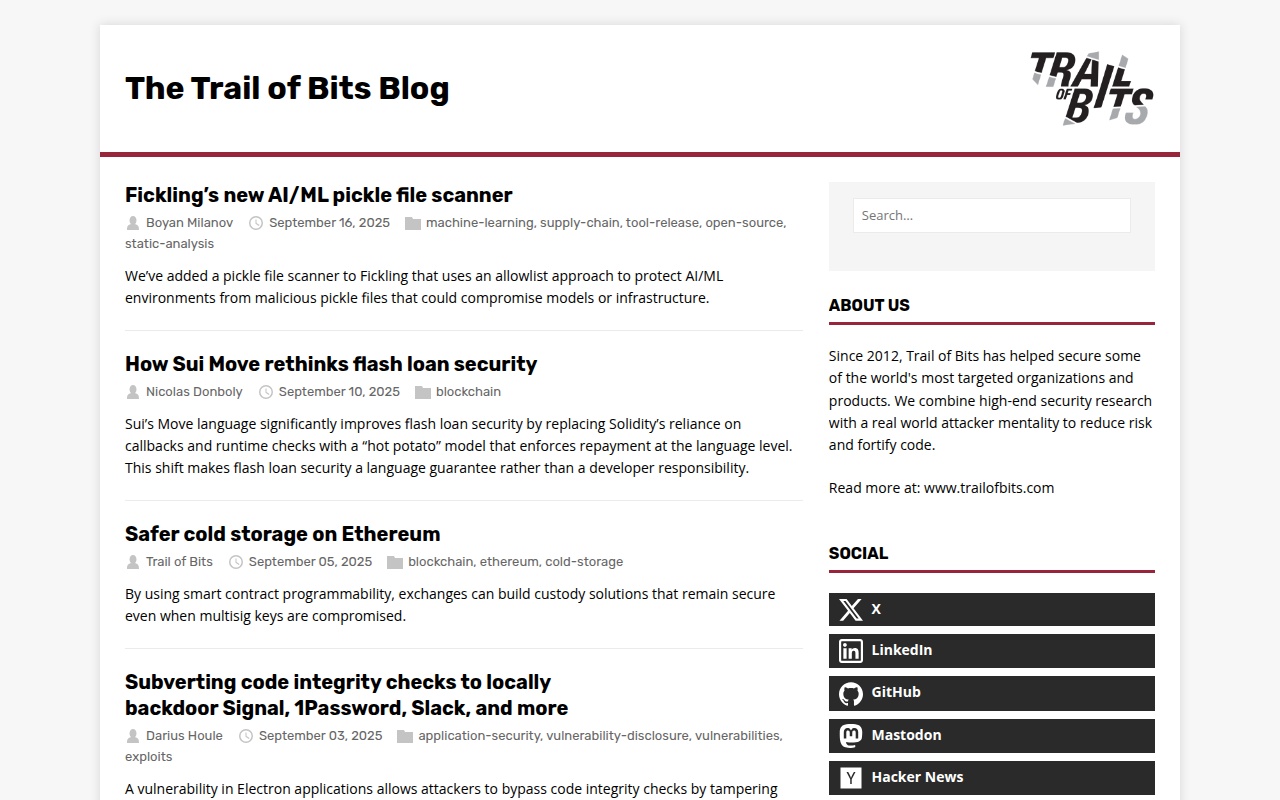 The Trail of Bits Blog
TRAIL OF BITS
Fickling’s new AI/ML pickle file scanner
Boyan Milanov September 16, 2025 machine-learning, supply-chain, tool-release, open-source,
static-analysis
We’ve added a pickle file scanner to Fickling that uses an allowlist approach to protect AI/ML
environments from malicious pickle files that could compromise models or infrastructure.
How Sui Move rethinks flash loan security
Nicolas Donboly September 10, 2025 blockchain
Sui’s Move language significantly improves flash loan security by replacing Solidity’s reliance on
callbacks and runtime checks with a “hot potato” model that enforces repayment at the language level.
This shift makes flash loan security a language guarantee rather than a developer responsibility.
Safer cold storage on Ethereum
Trail of Bits September 05, 2025 blockchain, ethereum, cold-storage
By using smart contract programmability, exchanges can build custody solutions that remain secure
even when multisig keys are compromised.
Subverting code integrity checks to locally
backdoor Signal, 1Password, Slack, and more
Darius Houle September 03, 2025 application-security, vulnerability-disclosure, vulnerabilities,
exploits
A vulnerability in Electron applications allows attackers to bypass code integrity checks by tampering
Search...
ABOUT US
Since 2012, Trail of Bits has helped secure some
of the world's most targeted organizations and
products. We combine high-end security research
with a real world attacker mentality to reduce risk
and fortify code.
Read more at: www.trailofbits.com
SOCIAL
X
LinkedIn
GitHub
Mastodon
Hacker News